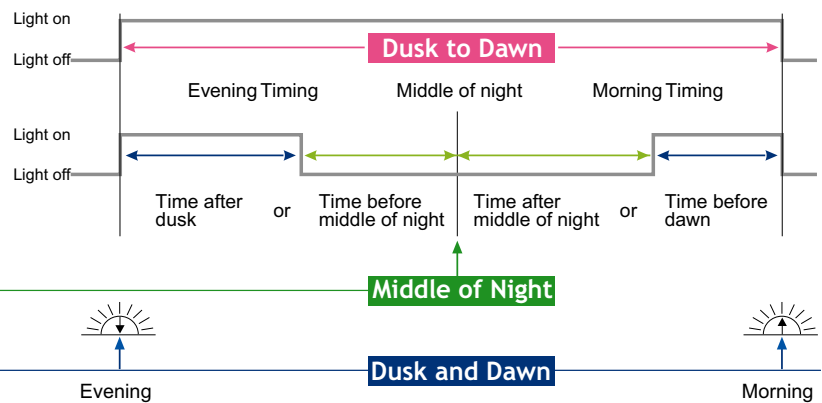 Light on
Dusk to Dawn
Light off
Evening Timing Middle of night Morning Timing
Light on
Light off
Time after
dusk
or
Time before
middle of night
Time after
middle of night
or
Time before
dawn
Middle of Night
Dusk and Dawn
Evening Morning